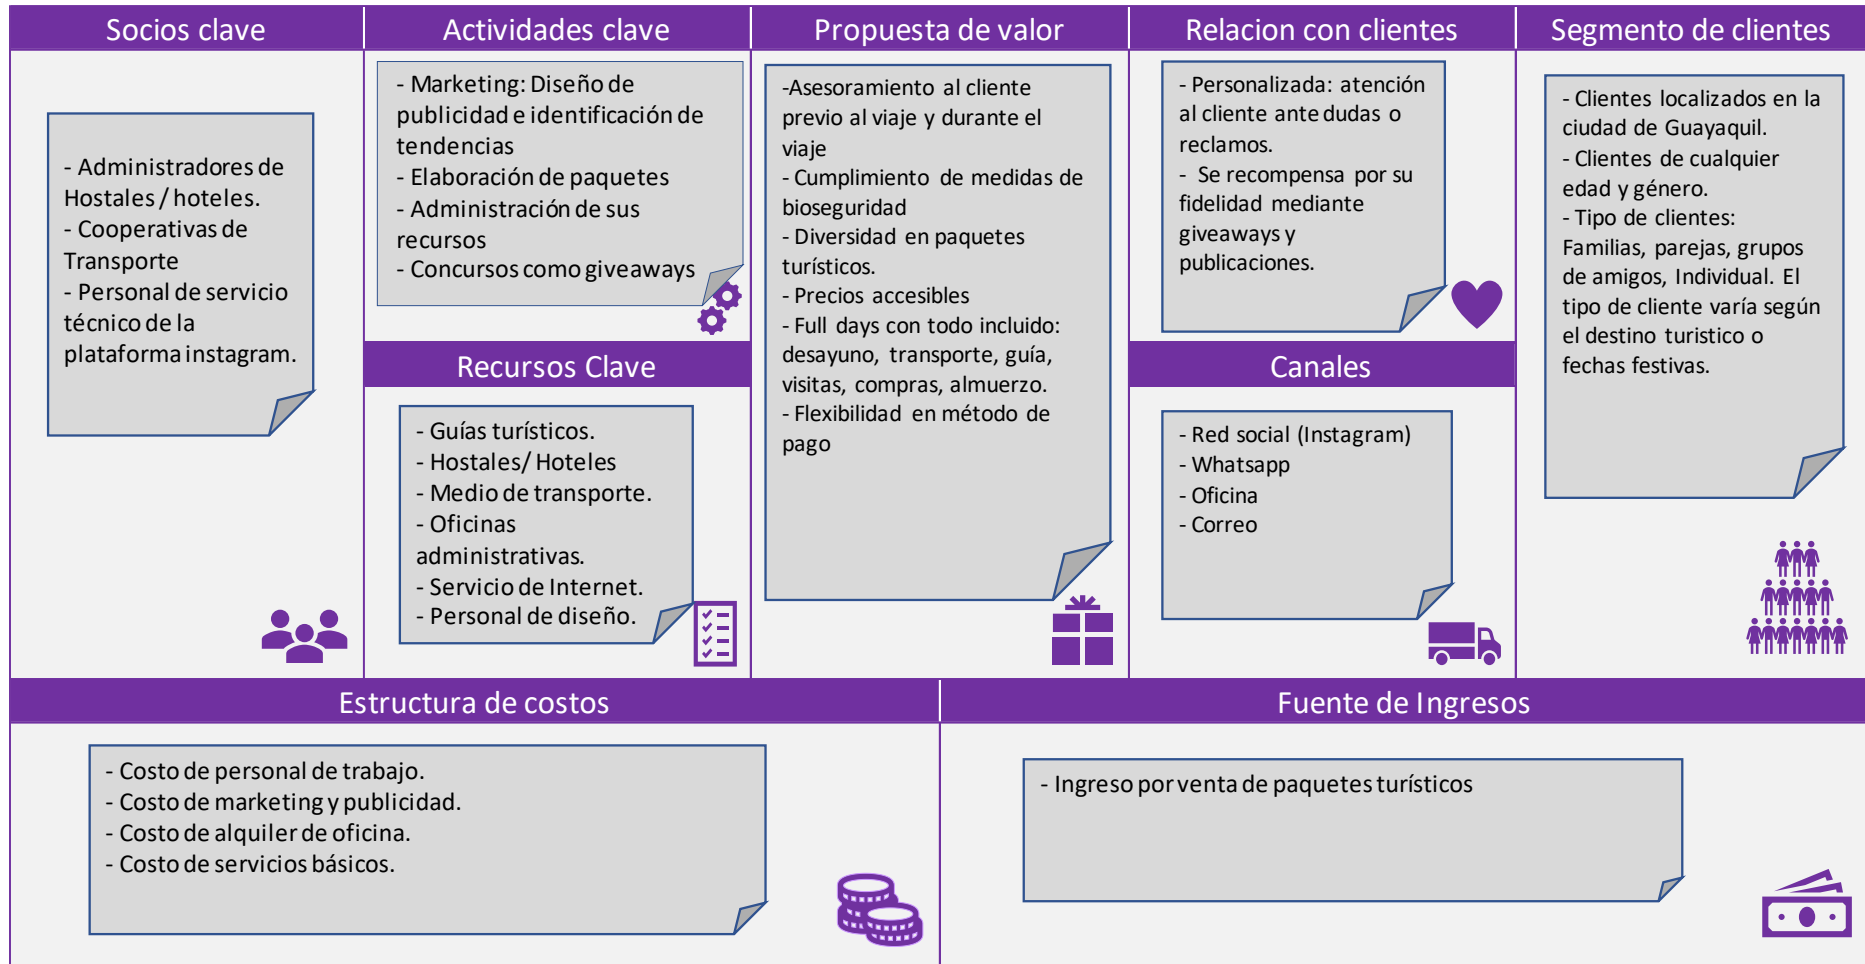 Socios clave
- Administradores de
Hostales / hoteles.
- Cooperativas de
Transporte
- Personal de servicio
técnico de la
plataforma instagram.
Actividades clave
- Marketing: Diseño de
publicidad e identificación de
tendencias
- Elaboración de paquetes
- Administración de sus
recursos
- Concursos como giveaways
Recursos Clave
- Guías turísticos.
- Hostales/ Hoteles
- Medio de transporte.
- Oficinas
administrativas.
- Servicio de Internet.
- Personal de diseño.
Propuesta de valor
-Asesoramiento al cliente
previo al viaje y durante el
viaje
- Cumplimiento de medidas de
bioseguridad
- Diversidad en paquetes
turísticos.
- Precios accesibles
- Full days con todo incluido:
desayuno, transporte, guía,
visitas, compras, almuerzo.
- Flexibilidad en método de
pago
Relacion con clientes
- Personalizada: atención
al cliente ante dudas o
reclamos.
- Se recompensa por su
fidelidad mediante
giveaways y
publicaciones.
Canales
- Red social (Instagram)
- Whatsapp
- Oficina
- Correo
Segmento de clientes
- Clientes localizados en la
ciudad de Guayaquil.
- Clientes de cualquier
edad y género.
- Tipo de clientes:
Familias, parejas, grupos
de amigos, Individual. El
tipo de cliente varía según
el destino turistico o
fechas festivas.
Estructura de costos
- Costo de personal de trabajo.
- Costo de marketing y publicidad.
- Costo de alquiler de oficina.
- Costo de servicios básicos.
Fuente de Ingresos
- Ingreso por venta de paquetes turísticos